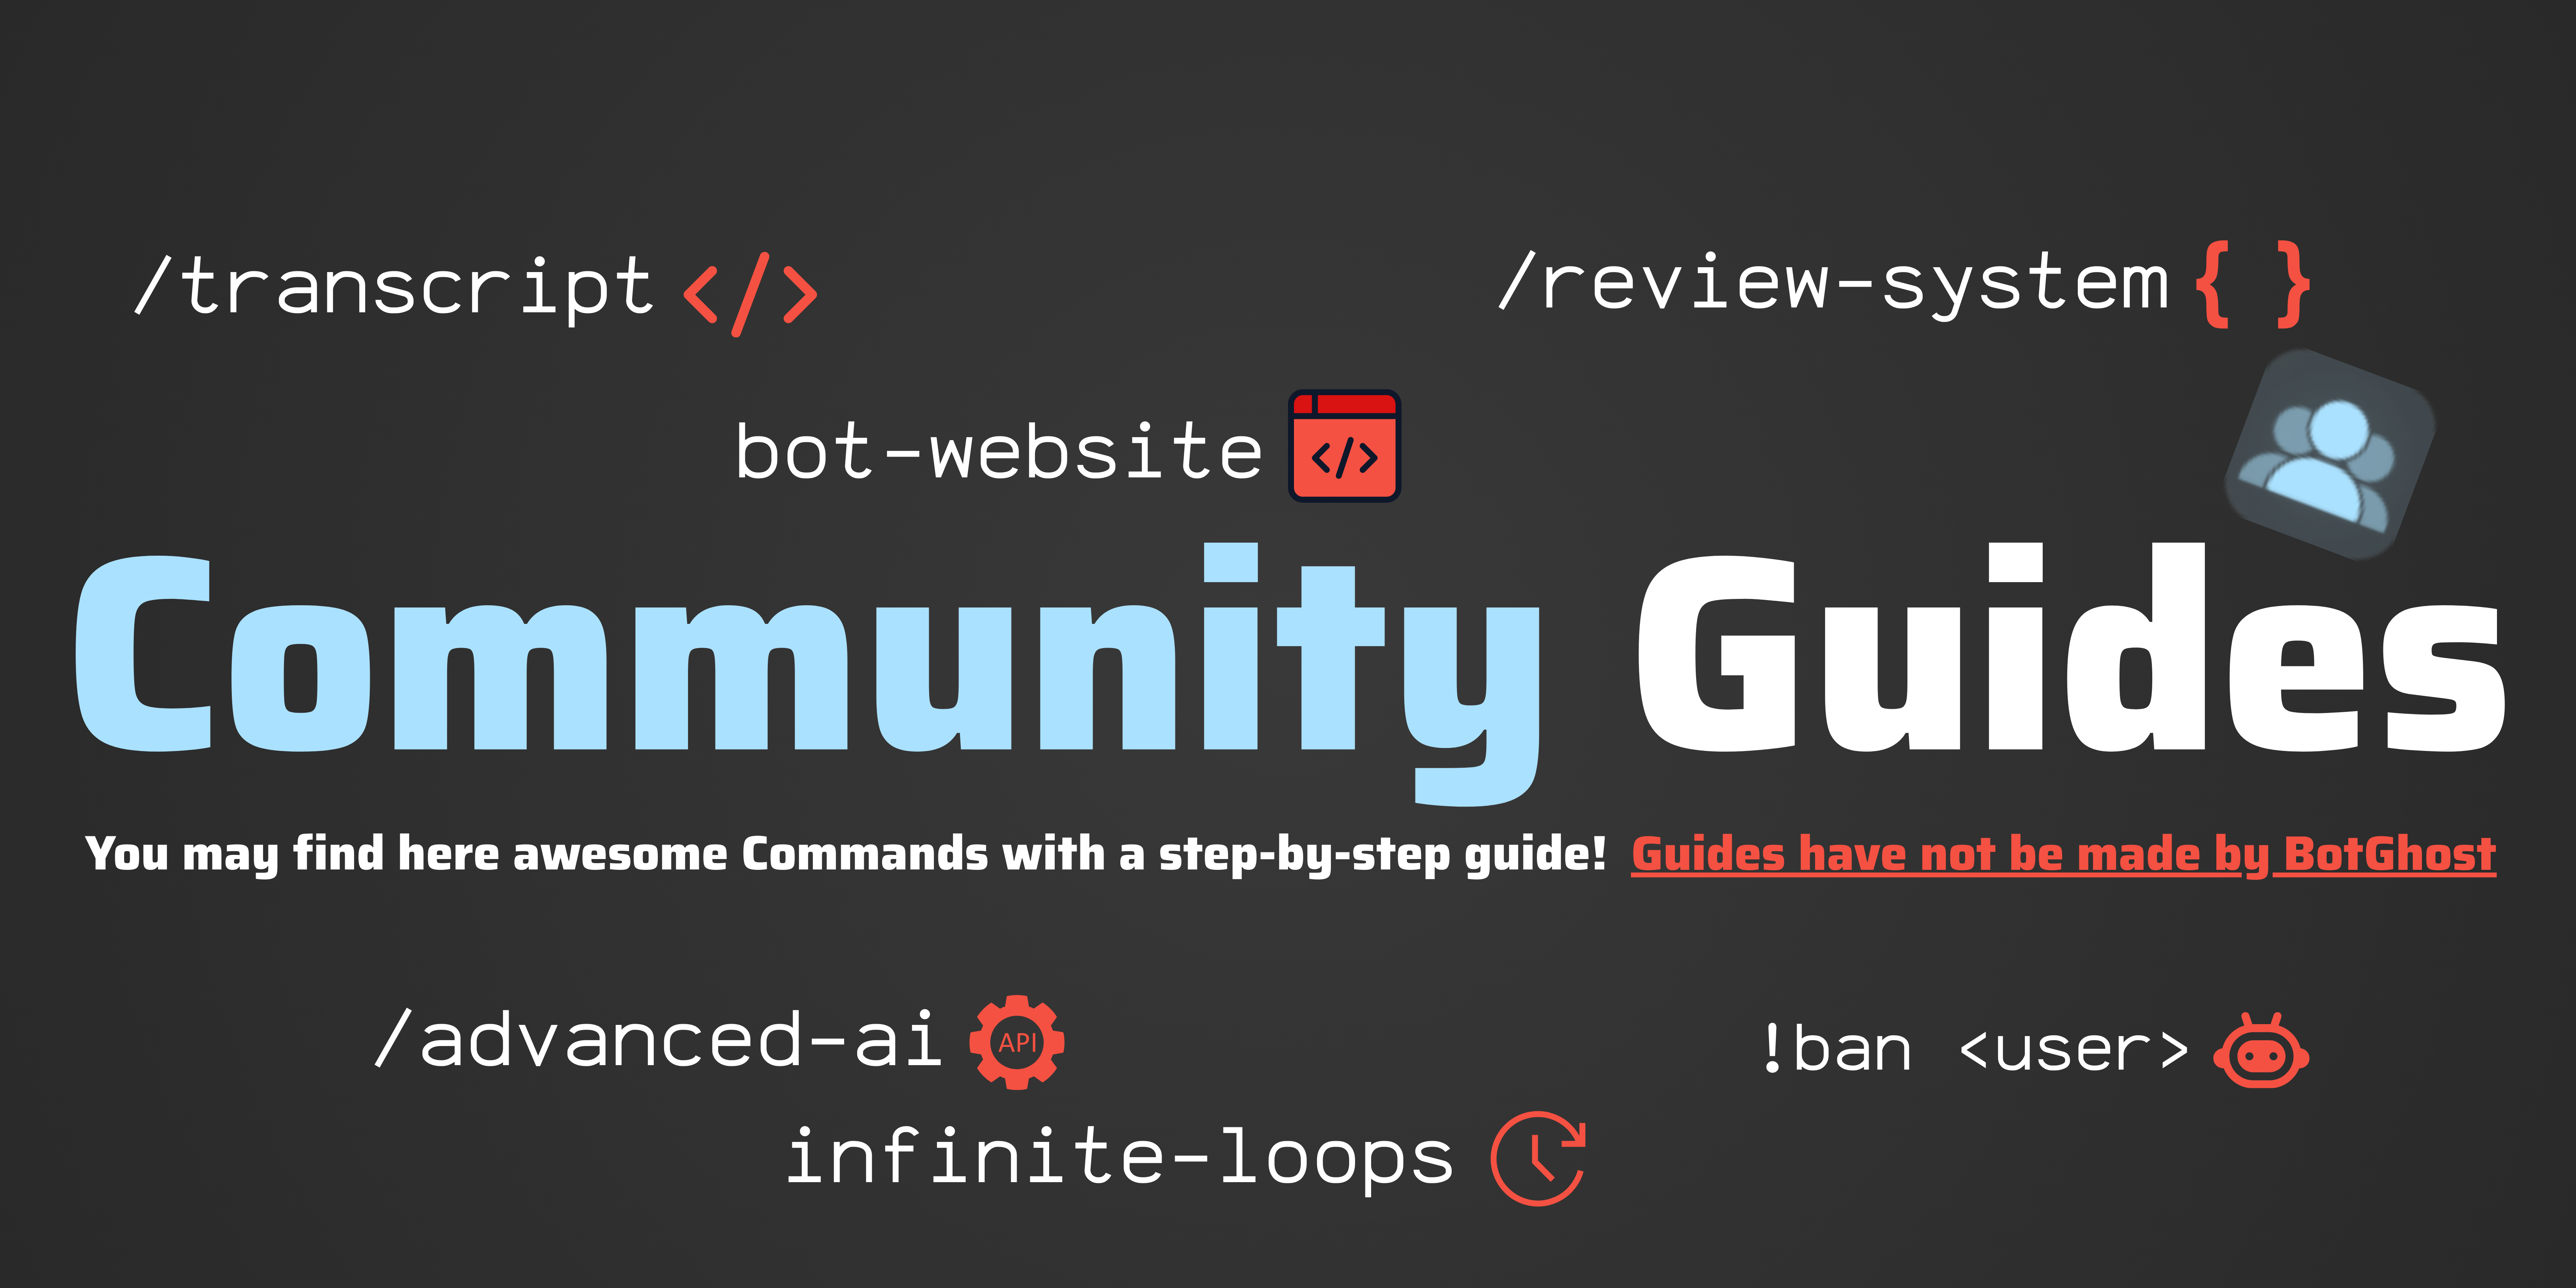 /transcript </>
/review-system { }
bot-website
</>
Community Guides
You may find here awesome Commands with a step-by-step guide! Guides have not be made by BotGhost
/advanced-ai API
!ban <user>
infinite-loops